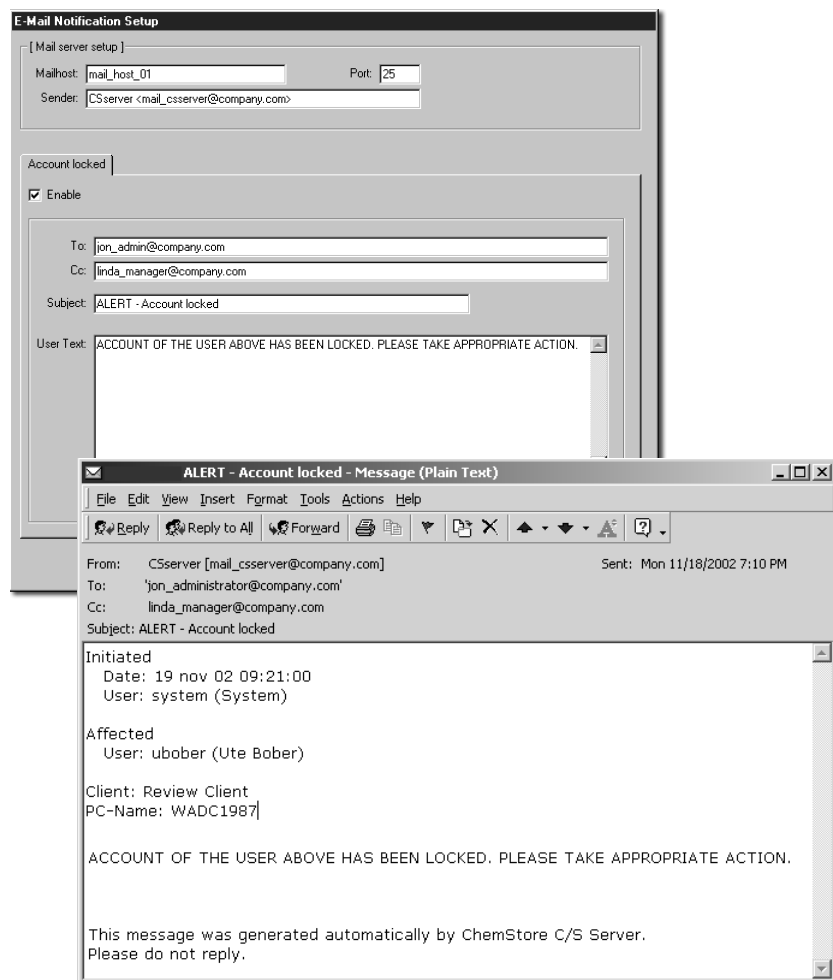 E-Mail Notification Setup
[ Mail server setup ]
Mailhost: mail_host_01 Port: 25
Sender: CSserver <mail_csserver@company.com>
Account locked
Enable
To: jon_admin@company.com
Cc: linda_manager@company.com
Subject: ALERT - Account locked
User Text: ACCOUNT OF THE USER ABOVE HAS BEEN LOCKED. PLEASE TAKE APPROPRIATE ACTION.
ALERT - Account locked - Message (Plain Text)
File Edit View Insert Format Tools Actions Help
Reply Reply to All Forward
From: CSserver [mail_csserver@company.com] Sent: Mon 11/18/2002 7:10 PM
To: 'jon_administrator@company.com'
Cc: linda_manager@company.com
Subject: ALERT - Account locked
Initiated
Date: 19 nov 02 09:21:00
User: system (System)
Affected
User: ubober (Ute Bober)
Client: Review Client
PC-Name: WADC1987
ACCOUNT OF THE USER ABOVE HAS BEEN LOCKED. PLEASE TAKE APPROPRIATE ACTION.
This message was generated automatically by ChemStore C/S Server.
Please do not reply.